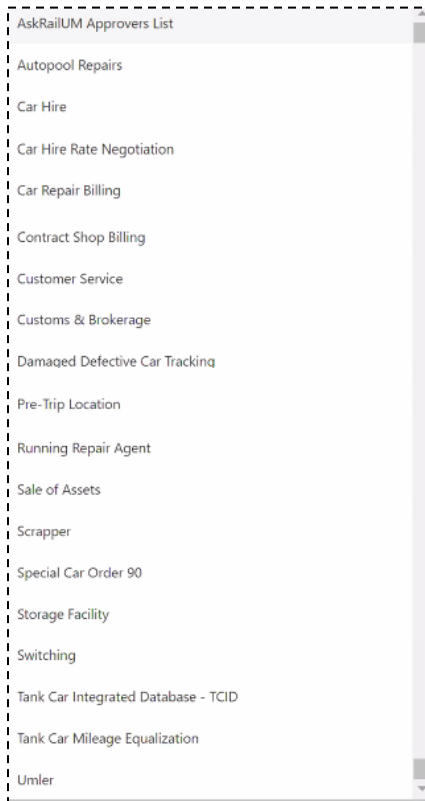 AskRailUM Approvers List
Autopool Repairs
Car Hire
Car Hire Rate Negotiation
Car Repair Billing
Contract Shop Billing
Customer Service
Customs & Brokerage
Damaged Defective Car Tracking
Pre-Trip Location
Running Repair Agent
Sale of Assets
Scrapper
Special Car Order 90
Storage Facility
Switching
Tank Car Integrated Database - TCID
Tank Car Mileage Equalization
Umler